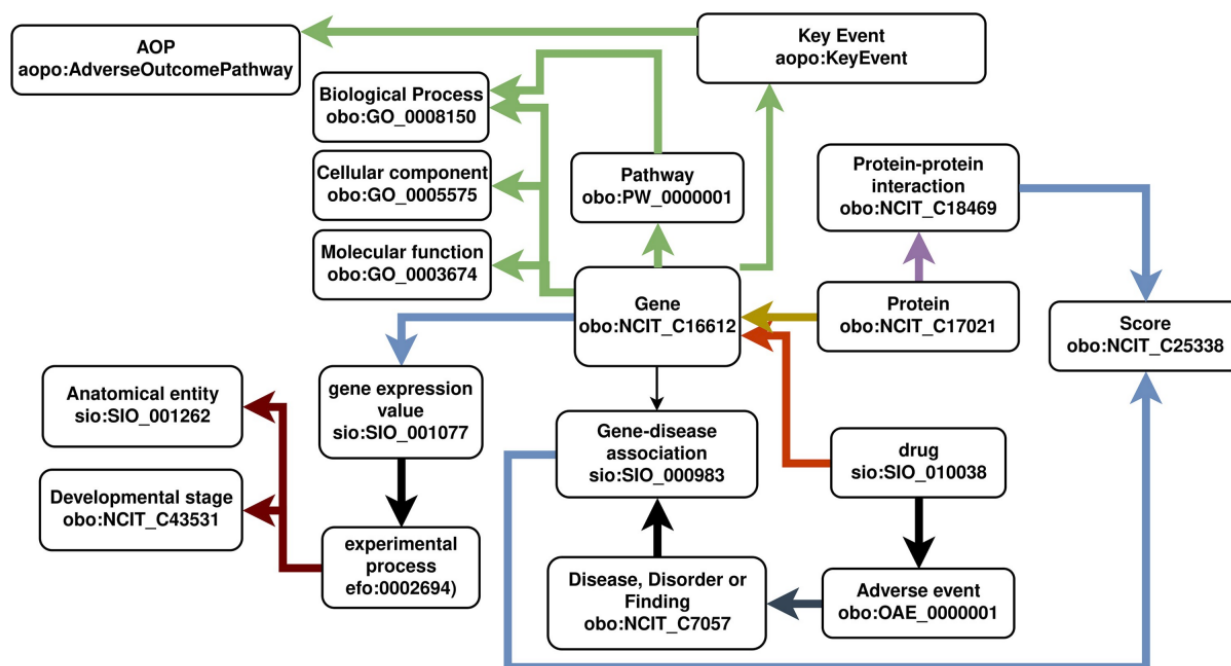 AOP
aopo:AdverseOutcomePathway
Key Event
aopo:KeyEvent
Biological Process
obo:GO_0008150
Cellular component
obo:GO_0005575
Molecular function
obo:GO_0003674
Pathway
obo:PW_0000001
Protein-protein
interaction
obo:NCIT_C18469
Gene
obo:NCIT_C16612
Protein
obo:NCIT_C17021
Score
obo:NCIT_C25338
Anatomical entity
sio:SIO_001262
gene expression
value
sio:SIO_001077
Gene-disease
association
sio:SIO_000983
drug
sio:SIO_010038
Developmental stage
obo:NCIT_C43531
experimental
process
efo:0002694)
Disease, Disorder or
Finding
obo:NCIT_C7057
Adverse event
obo:OAE_0000001